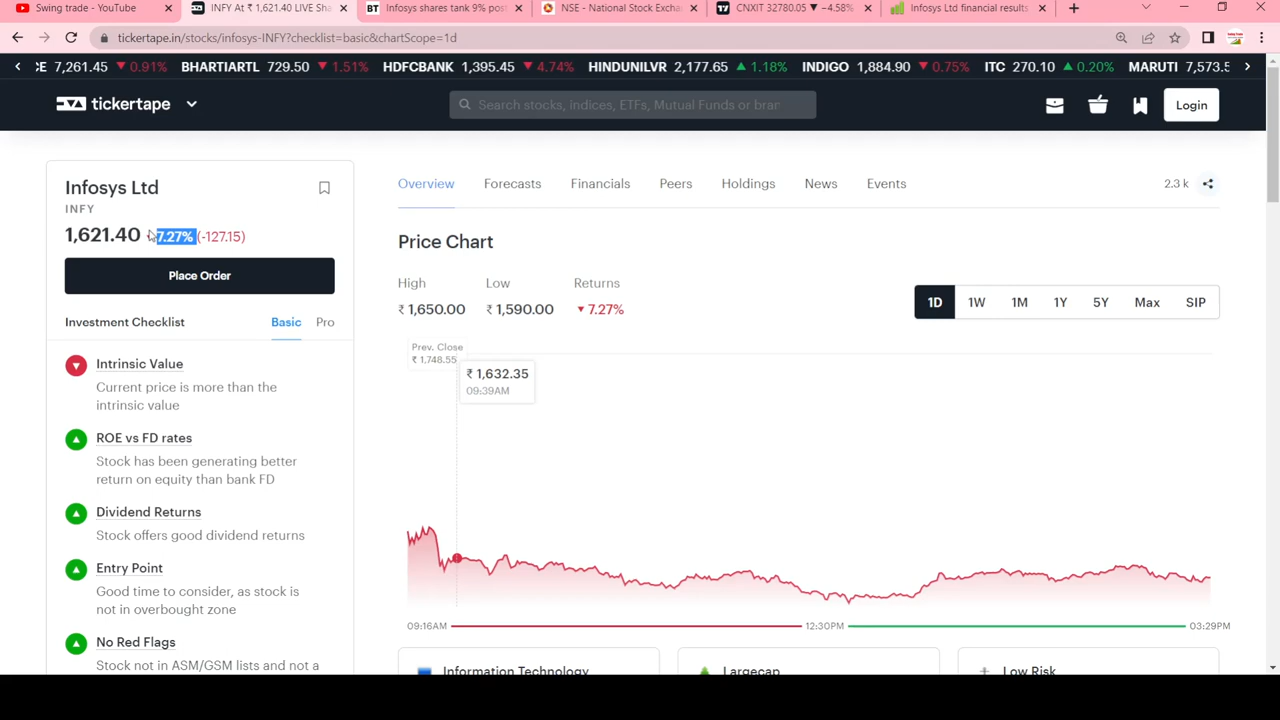 Swing trade - YouTube
INFY At ₹ 1,621.40 LIVE Shar
BT Infosys shares tank 9% post
NSE - National Stock Exchan
CNXIT 32780.05 ▼ -4.58%
Infosys Ltd financial results
tickertape.in/stocks/infosys-INFY?checklist=basic&chartScope=1d
CE 7,261.45 ▼ 0.91% BHARTIARTL 729.50 ▼ 1.51% HDFCBANK 1,395.45 ▼ 4.74% HINDUNILVR 2,177.65 ▲ 1.18% INDIGO 1,884.90 ▼ 0.75% ITC 270.10 ▲ 0.20% MARUTI 7,573.5
tickertape
Search stocks, indices, ETFs, Mutual Funds or bran
Login
Infosys Ltd
INFY
1,621.40 7.27% (-127.15)
Place Order
Investment Checklist Basic Pro
Intrinsic Value
Current price is more than the
intrinsic value
ROE vs FD rates
Stock has been generating better
return on equity than bank FD
Dividend Returns
Stock offers good dividend returns
Entry Point
Good time to consider, as stock is
not in overbought zone
No Red Flags
Stock not in ASM/GSM lists and not a
Overview Forecasts Financials Peers Holdings News Events 2.3 k
Price Chart
High Low Returns
₹ 1,650.00 ₹ 1,590.00 ▼ 7.27%
1D 1W 1M 1Y 5Y Max SIP
Prev. Close
₹ 1,748.55
₹ 1,632.35
09:39AM
09:16AM 12:30PM 03:29PM
Information Technology Largecap Low Risk